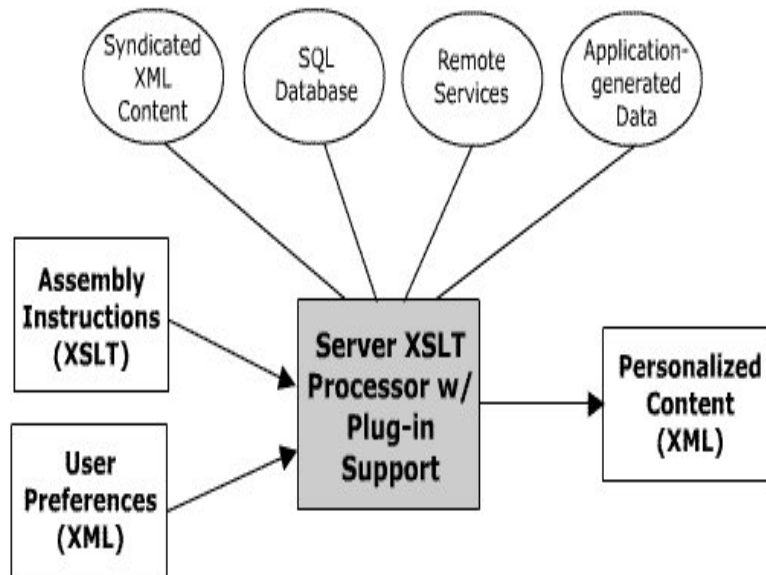 Syndicated
XML
Content
SQL
Database
Remote
Services
Application-
generated
Data
Assembly
Instructions
(XSLT)
Server XSLT
Processor w/
Plug-in
Support
Personalized
Content
(XML)
User
Preferences
(XML)